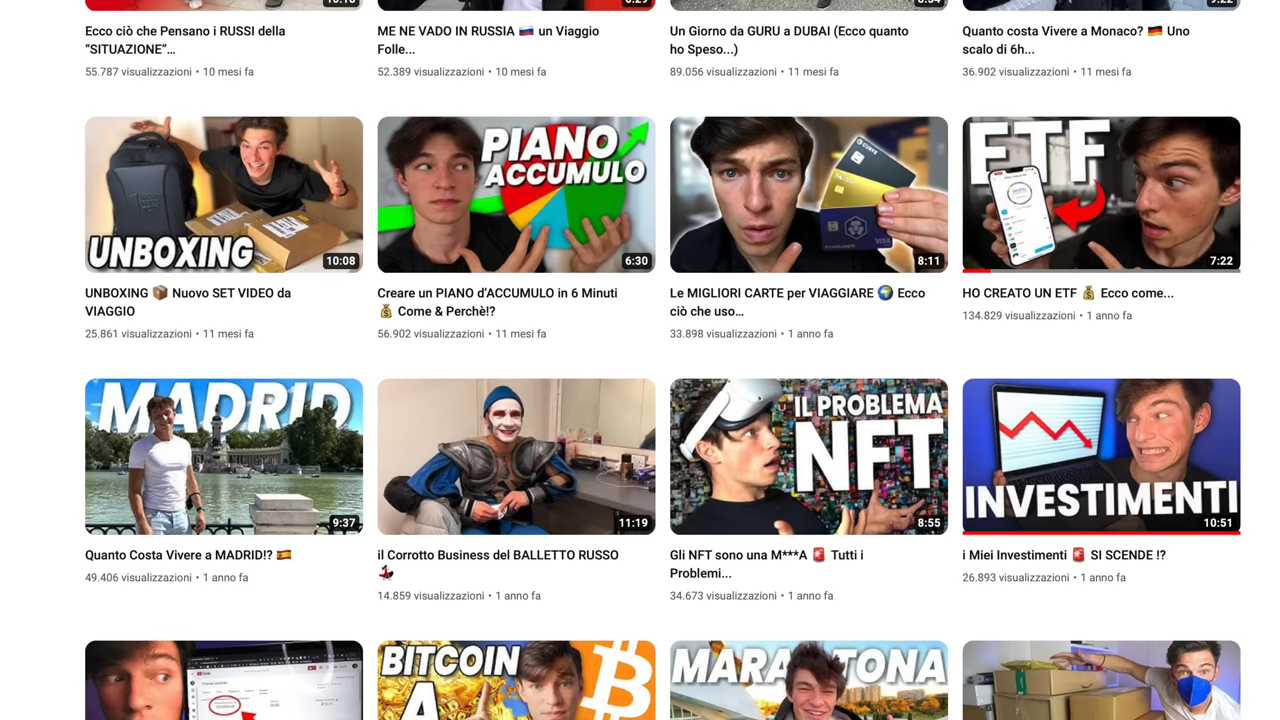 Ecco ciò che Pensano i RUSSI della
“SITUAZIONE”...
55.787 visualizzazioni • 10 mesi fa
ME NE VADO IN RUSSIA 🇷🇺 un Viaggio
Folle...
52.389 visualizzazioni • 10 mesi fa
Un Giorno da GURU a DUBAI (Ecco quanto
ho Speso...)
89.056 visualizzazioni • 11 mesi fa
Quanto costa Vivere a Monaco? 🇩🇪 Uno
scalo di 6h...
36.902 visualizzazioni • 11 mesi fa
UNBOXING
10:08
PIANO
ACCUMULO
6:30
CURVE
VISA
8:11
ETF
7:22
UNBOXING 📦 Nuovo SET VIDEO da
VIAGGIO
25.861 visualizzazioni • 11 mesi fa
Creare un PIANO d’ACCUMULO in 6 Minuti
💰 Come & Perchè!?
56.902 visualizzazioni • 11 mesi fa
Le MIGLIORI CARTE per VIAGGIARE 🌍 Ecco
ciò che uso...
33.898 visualizzazioni • 1 anno fa
HO CREATO UN ETF 💰 Ecco come...
134.829 visualizzazioni • 1 anno fa
MADRID
9:37
11:19
IL PROBLEMA
NFT
8:55
INVESTIMENTI
10:51
Quanto Costa Vivere a MADRID!? 🇪🇸
49.406 visualizzazioni • 1 anno fa
il Corrotto Business del BALLETTO RUSSO
💃
14.859 visualizzazioni • 1 anno fa
Gli NFT sono una M***A 🚨 Tutti i
Problemi...
34.673 visualizzazioni • 1 anno fa
i Miei Investimenti 🚨 SI SCENDE !?
26.893 visualizzazioni • 1 anno fa
BITCOIN
A
MARATONA